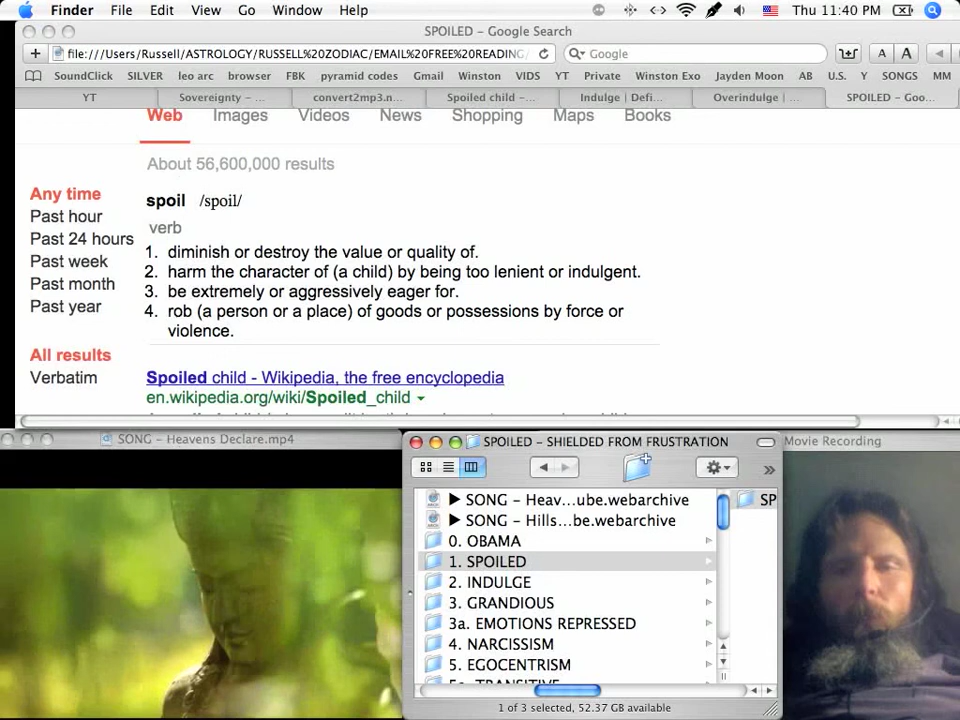 Finder File Edit View Go Window Help Thu 11:40 PM
SPOILED – Google Search
file:///Users/Russell/ASTROLOGY/RUSSELL%20ZODIAC/EMAIL%20FREE%20READING/
Google
A A
SoundClick SILVER leo arc browser FBK pyramid codes Gmail Winston VIDS YT Private Winston Exo Jayden Moon AB U.S. Y SONGS MM
YT Sovereignty – ... convert2mp3.n... Spoiled child –... Indulge | Defi... Overindulge | ... SPOILED – Goo...
Web Images Videos News Shopping Maps Books
About 56,600,000 results
Any time
Past hour
Past 24 hours
Past week
Past month
Past year
All results
Verbatim
spoil /spoil/
verb
1. diminish or destroy the value or quality of.
2. harm the character of (a child) by being too lenient or indulgent.
3. be extremely or aggressively eager for.
4. rob (a person or a place) of goods or possessions by force or
violence.
Spoiled child - Wikipedia, the free encyclopedia
en.wikipedia.org/wiki/Spoiled_child
SONG – Heavens Declare.mp4
SPOILED – SHIELDED FROM FRUSTRATION
Movie Recording
▶ SONG – Heav...ube.webarchive
SP
▶ SONG – Hills...be.webarchive
0. OBAMA
1. SPOILED
2. INDULGE
3. GRANDIOUS
3a. EMOTIONS REPRESSED
4. NARCISSISM
5. EGOCENTRISM
1 of 3 selected, 52.37 GB available